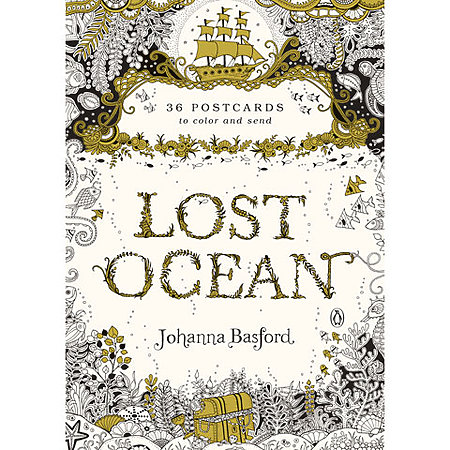 36 POSTCARDS
to color and send
LOST
OCEAN
Johanna Basford